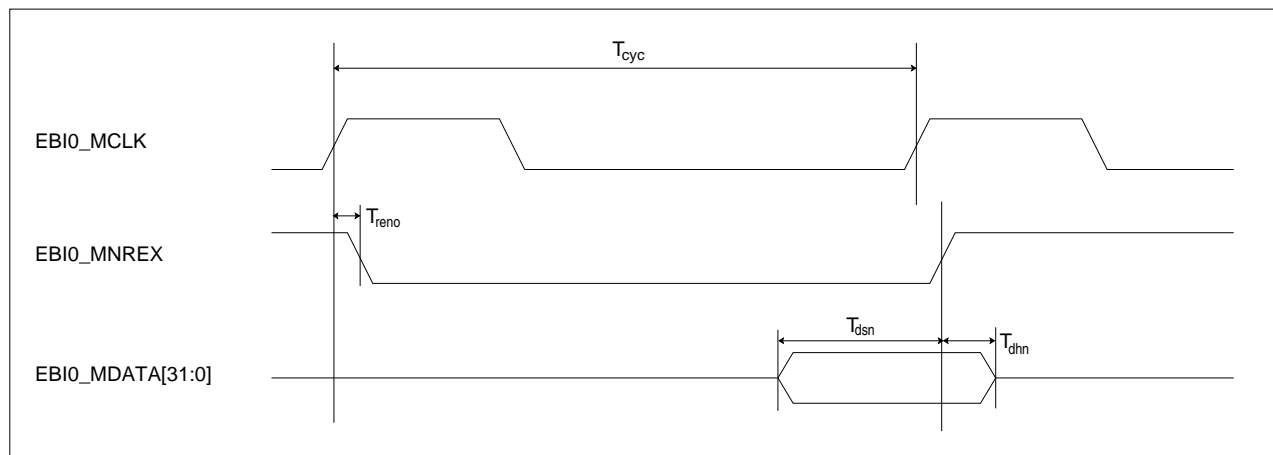 Tcyc
EBI0_MCLK
Treno
EBI0_MNREX
Tdsn
Tdhn
EBI0_MDATA[31:0]